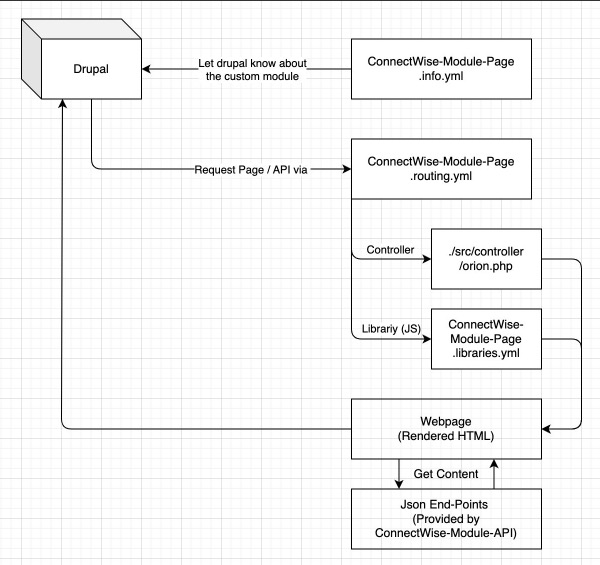 Drupal
Let drupal know about
the custom module
ConnectWise-Module-Page
.info.yml
Request Page / API via
ConnectWise-Module-Page
.routing.yml
Controller
./src/controller
/orion.php
Librariy (JS)
ConnectWise-
Module-Page
.libraries.yml
Webpage
(Rendered HTML)
Get Content
Json End-Points
(Provided by
ConnectWise-Module-API)